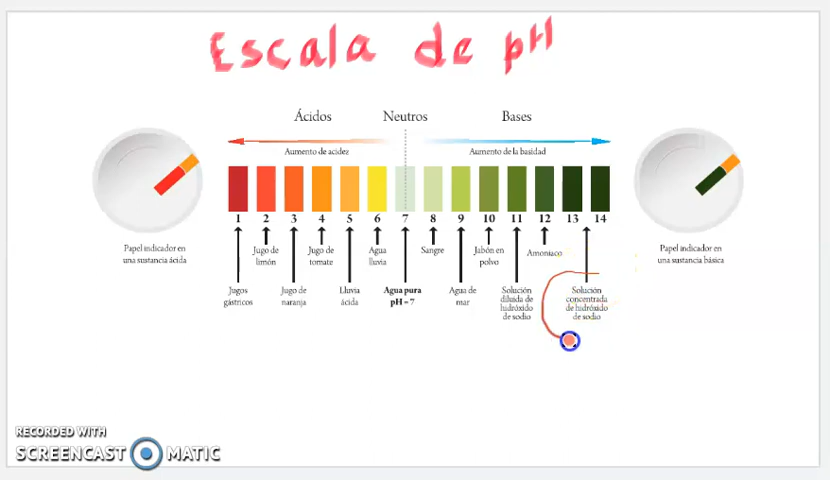 Escala de pH
Ácidos Neutros Bases
Aumento de acidez Aumento de la basidad
1 2 3 4 5 6 7 8 9 10 11 12 13 14
Papel indicador en
una sustancia ácida
Jugos
gástricos
Jugo de
limón
Jugo de
naranja
Jugo de
tomate
Lluvia
ácida
Agua
lluvia
Agua pura
pH = 7
Sangre
Agua de
mar
Jabón en
polvo
Solución
diluida de
hidróxido
de sodio
Amoniaco
Solución
concentrada
de hidróxido
de sodio
Papel indicador en
una sustancia básica
RECORDED WITH
SCREENCAST MATIC